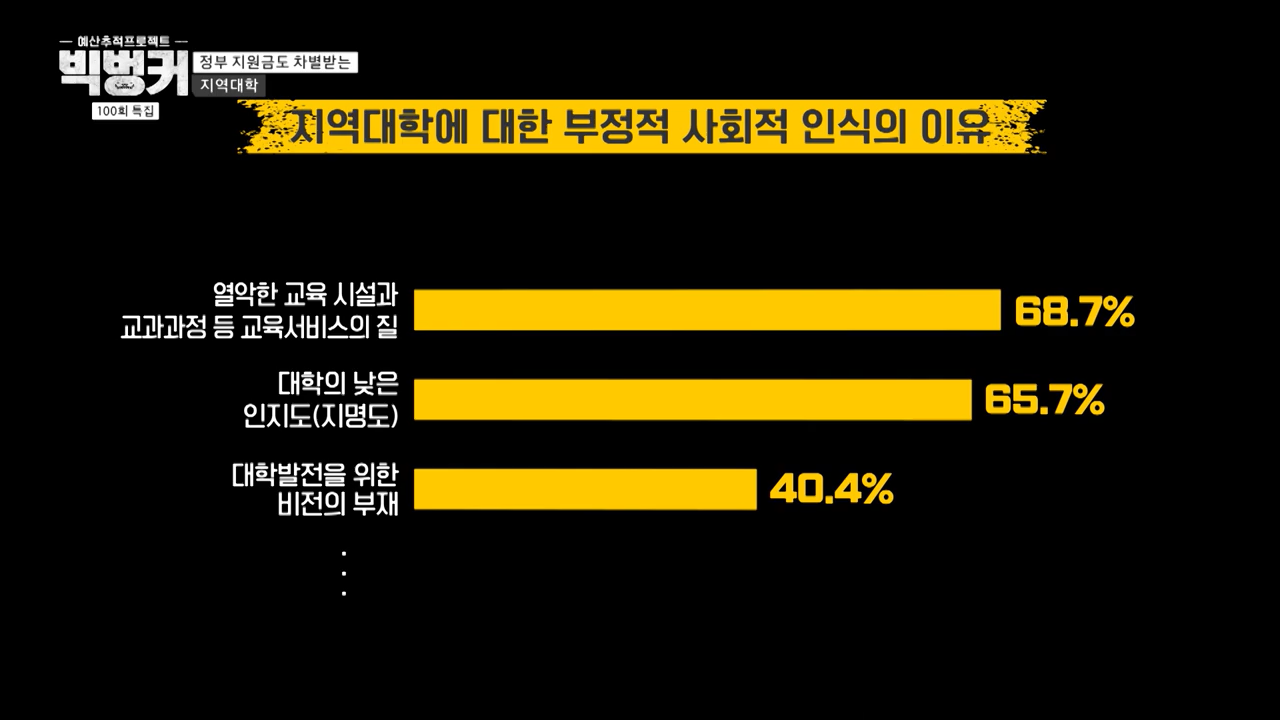 예산추적프로젝트
빅벙커
100회 특집
정부 지원금도 차별받는
지역대학
지역대학에 대한 부정적 사회적 인식의 이유
열악한 교육 시설과
교과과정 등 교육서비스의 질
68.7%
대학의 낮은
인지도(지명도)
65.7%
대학발전을 위한
비전의 부재
40.4%